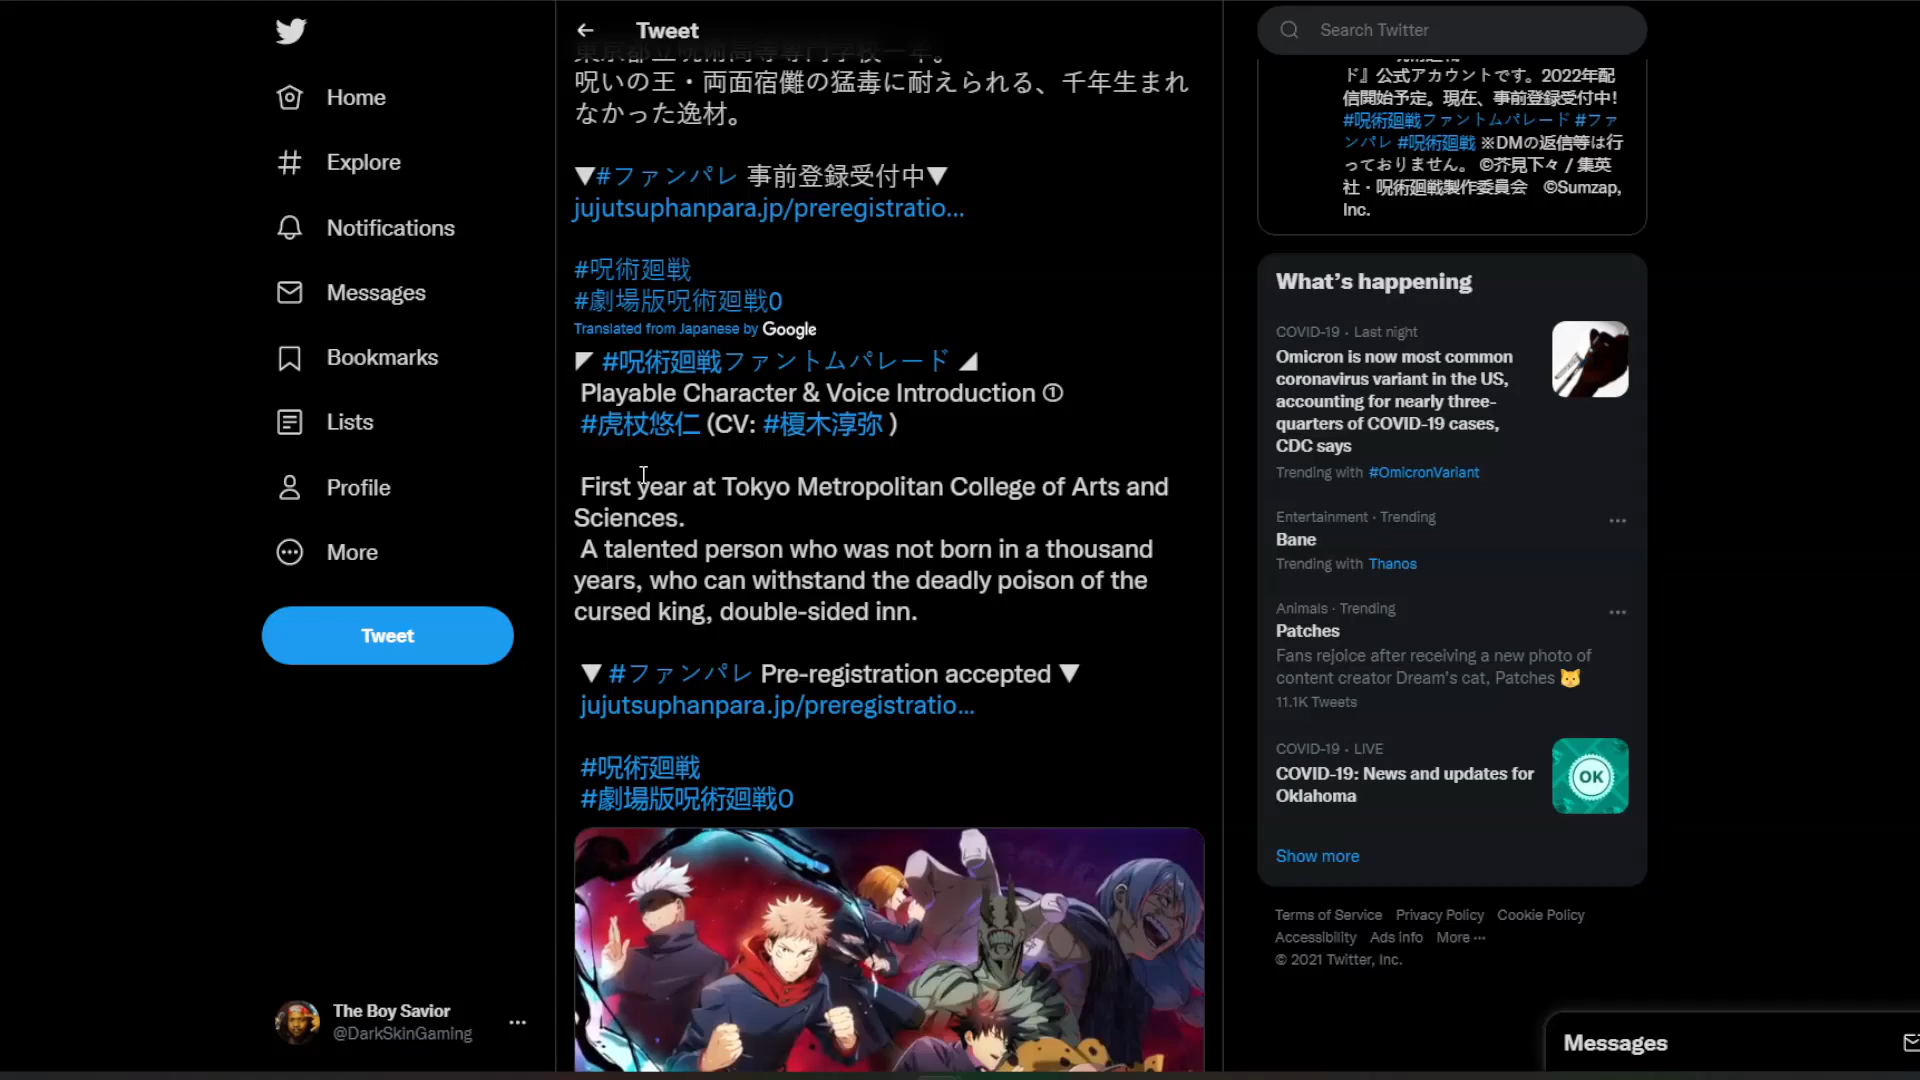 Home
Explore
Notifications
Messages
Bookmarks
Lists
Profile
More
Tweet
The Boy Savior
@DarkSkinGaming
Tweet
東京都立呪術高等専門学校一年。
呪いの王・両面宿儺の猛毒に耐えられる、千年生まれ
なかった逸材。
▼#ファンパレ 事前登録受付中▼
jujutsuphanpara.jp/preregistratio...
#呪術廻戦
#劇場版呪術廻戦0
Translated from Japanese by Google
◤ #呪術廻戦ファントムパレード ◢
Playable Character & Voice Introduction ①
#虎杖悠仁 (CV: #榎木淳弥 )
First year at Tokyo Metropolitan College of Arts and
Sciences.
A talented person who was not born in a thousand
years, who can withstand the deadly poison of the
cursed king, double-sided inn.
▼ #ファンパレ Pre-registration accepted ▼
jujutsuphanpara.jp/preregistratio...
#呪術廻戦
#劇場版呪術廻戦0
Search Twitter
ド』公式アカウントです。2022年配
信開始予定。現在、事前登録受付中!
#呪術廻戦ファントムパレード #ファ
ンパレ #呪術廻戦 ※DMの返信等は行
っておりません。 ©芥見下々 / 集英
社・呪術廻戦製作委員会 ©Sumzap,
Inc.
What's happening
COVID-19 · Last night
Omicron is now most common
coronavirus variant in the US,
accounting for nearly three-
quarters of COVID-19 cases,
CDC says
Trending with #OmicronVariant
Entertainment · Trending
Bane
Trending with Thanos
Animals · Trending
Patches
Fans rejoice after receiving a new photo of
content creator Dream's cat, Patches 🐱
11.1K Tweets
COVID-19 · LIVE
COVID-19: News and updates for
Oklahoma
OK
Show more
Terms of Service Privacy Policy Cookie Policy
Accessibility Ads info More ···
© 2021 Twitter, Inc.
Messages